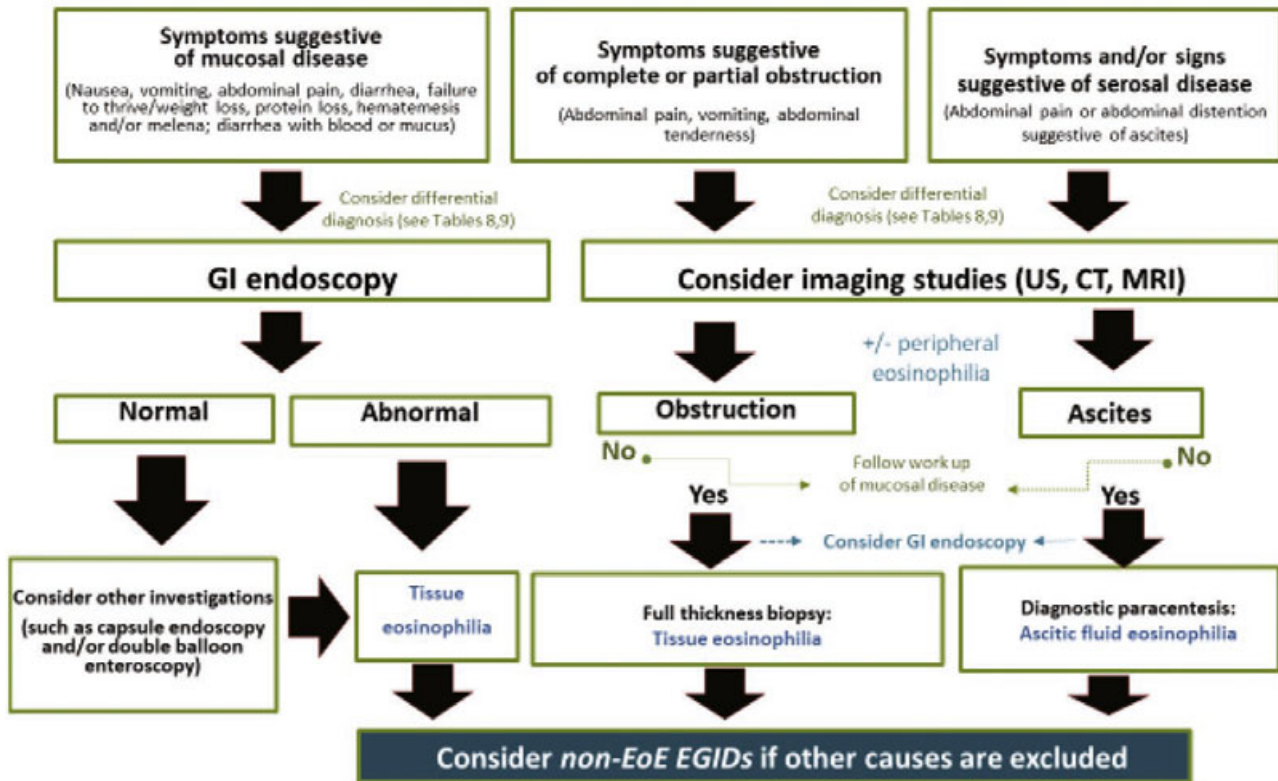 Symptoms suggestive
of mucosal disease
(Nausea, vomiting, abdominal pain, diarrhea, failure
to thrive/weight loss, protein loss, hematemesis
and/or melena; diarrhea with blood or mucus)
Symptoms suggestive
of complete or partial obstruction
(Abdominal pain, vomiting, abdominal
tenderness)
Symptoms and/or signs
suggestive of serosal disease
(Abdominal pain or abdominal distention
suggestive of ascites)
Consider differential
diagnosis (see Tables 8,9)
Consider differential
diagnosis (see Tables 8,9)
GI endoscopy
Consider imaging studies (US, CT, MRI)
+/- peripheral
eosinophilia
Normal
Abnormal
Obstruction
Ascites
No
Follow work up
of mucosal disease
No
Yes
Yes
Consider GI endoscopy
Consider other investigations
(such as capsule endoscopy
and/or double balloon
enteroscopy)
Tissue
eosinophilia
Full thickness biopsy:
Tissue eosinophilia
Diagnostic paracentesis:
Ascitic fluid eosinophilia
Consider non-EoE EGIDs if other causes are excluded